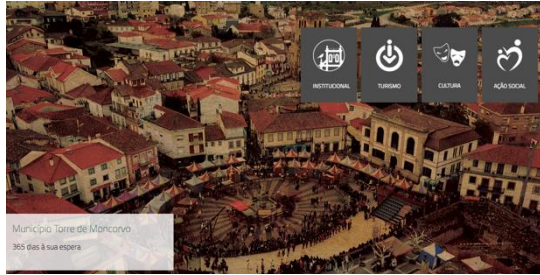 INSTITUCIONAL
TURISMO
CULTURA
AÇÃO SOCIAL
Município Torre de Moncorvo
365 dias à sua espera